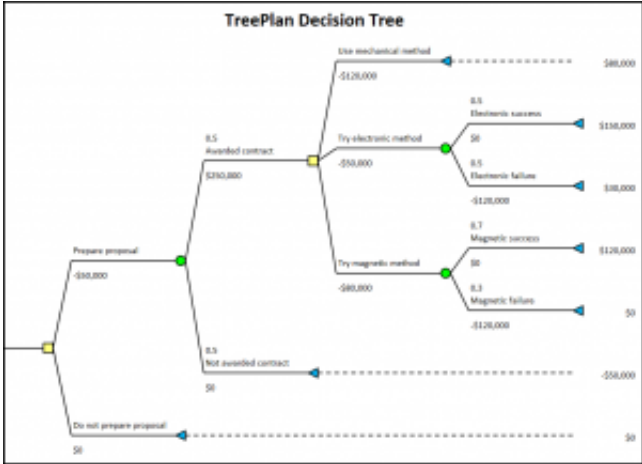 TreePlan Decision Tree
Use mechanical method
-$120,000
$80,000
0.5
Electronic success
$0
$150,000
0.5
Awarded contract
$250,000
Try electronic method
-$50,000
0.5
Electronic failure
-$120,000
$30,000
0.7
Magnetic success
$0
$120,000
Prepare proposal
-$50,000
Try magnetic method
-$80,000
0.3
Magnetic failure
-$120,000
$0
0.5
Not awarded contract
$0
-$50,000
Do not prepare proposal
$0
$0